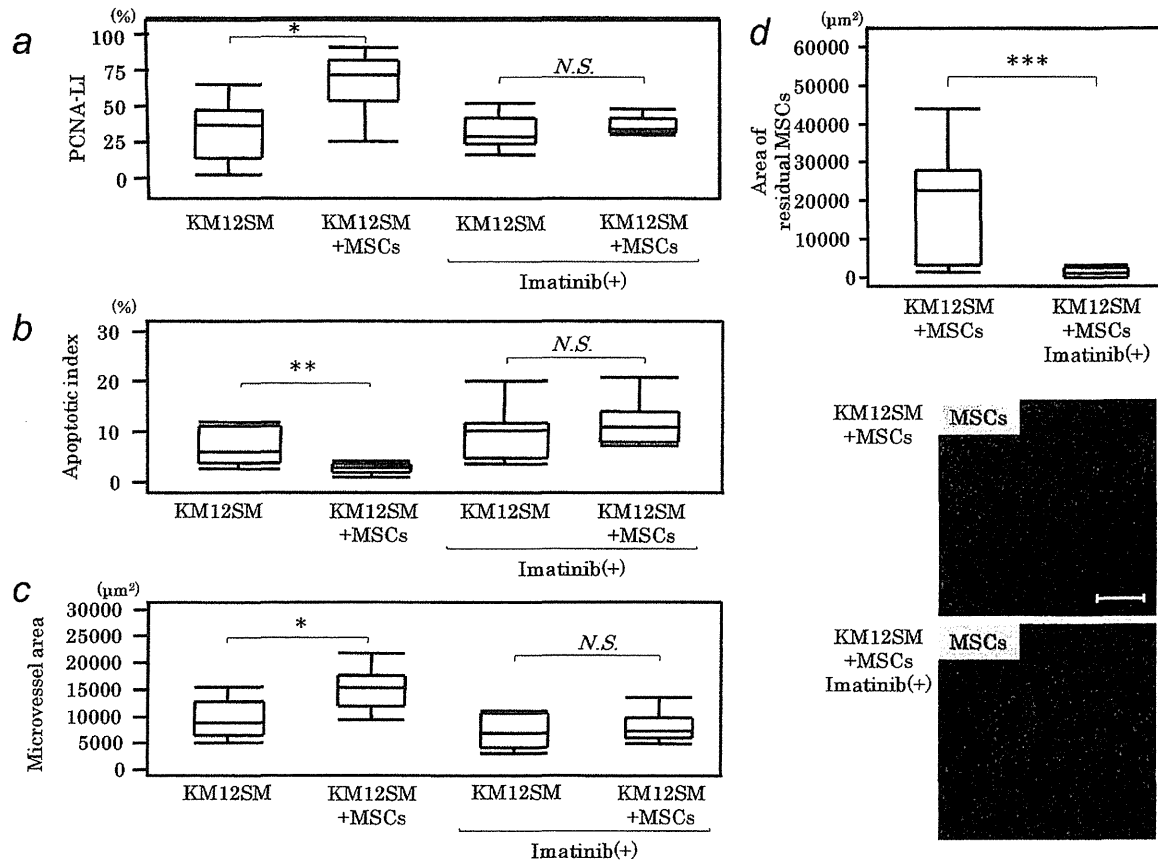 a
(%)
100
75
50
25
0
PCNA-LI
*
N.S.
KM12SM
KM12SM
+MSCs
KM12SM
KM12SM
+MSCs
Imatinib(+)
b
(%)
30
20
10
0
Apoptotic index
**
N.S.
KM12SM
KM12SM
+MSCs
KM12SM
KM12SM
+MSCs
Imatinib(+)
c
(µm²)
30000
25000
20000
15000
10000
5000
0
Microvessel area
*
N.S.
KM12SM
KM12SM
+MSCs
KM12SM
KM12SM
+MSCs
Imatinib(+)
d
(µm²)
60000
50000
40000
30000
20000
10000
0
Area of
residual MSCs
***
KM12SM
+MSCs
KM12SM
+MSCs
Imatinib(+)
KM12SM
+MSCs
MSCs
KM12SM
+MSCs
Imatinib(+)
MSCs